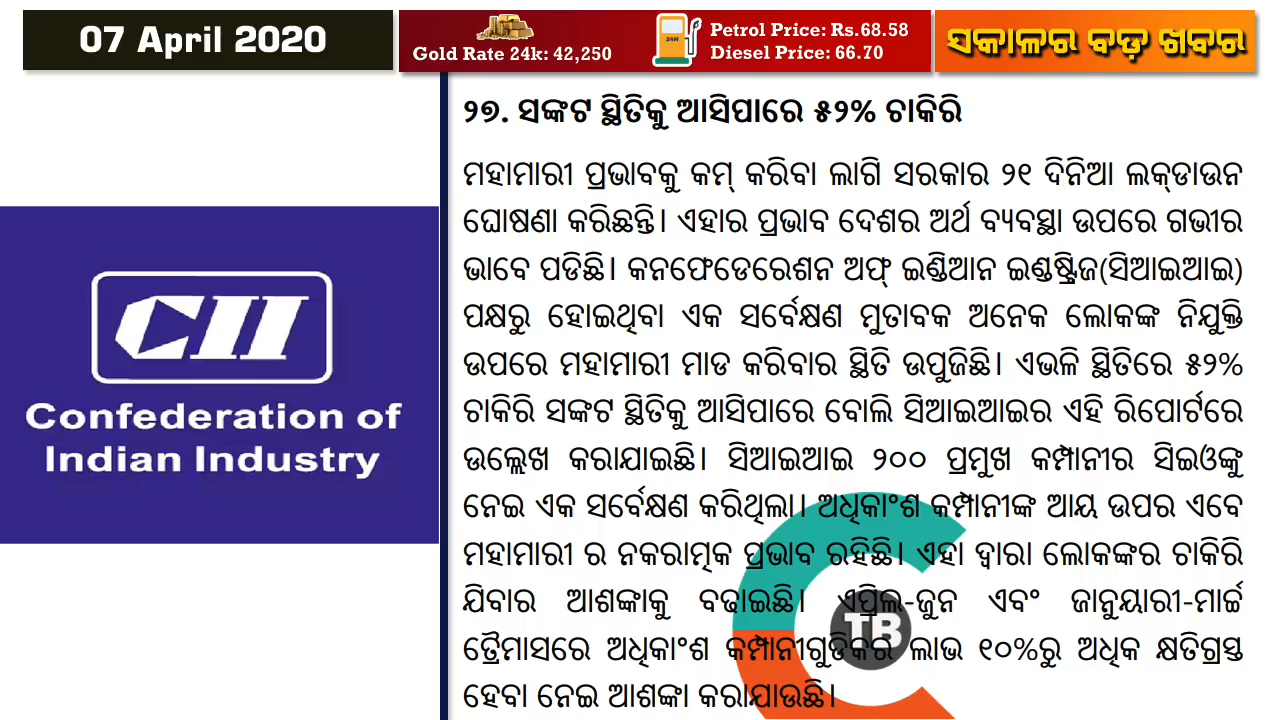 07 April 2020
Gold Rate 24k: 42,250
Petrol Price: Rs.68.58
Diesel Price: 66.70
ସକାଳର ବଡ଼ ଖବର
୨୭. ସଙ୍କଟ ସ୍ଥିତିକୁ ଆସିପାରେ ୫୨% ଚାକିରି
ମହାମାରୀ ପ୍ରଭାବକୁ କମ୍ କରିବା ଲାଗି ସରକାର ୨୧ ଦିନିଆ ଲକ୍‌ଡାଉନ
ଘୋଷଣା କରିଛନ୍ତି। ଏହାର ପ୍ରଭାବ ଦେଶର ଅର୍ଥ ବ୍ୟବସ୍ଥା ଉପରେ ଗଭୀର
ଭାବେ ପଡିଛି। କନଫେଡେରେଶନ ଅଫ୍ ଇଣ୍ଡିଆନ ଇଣ୍ଡଷ୍ଟ୍ରିଜ(ସିଆଇଆଇ)
ପକ୍ଷରୁ ହୋଇଥିବା ଏକ ସର୍ବେକ୍ଷଣ ମୁତାବକ ଅନେକ ଲୋକଙ୍କ ନିଯୁକ୍ତି
ଉପରେ ମହାମାରୀ ମାଡ କରିବାର ସ୍ଥିତି ଉପୁଜିଛି। ଏଭଳି ସ୍ଥିତିରେ ୫୨%
ଚାକିରି ସଙ୍କଟ ସ୍ଥିତିକୁ ଆସିପାରେ ବୋଲି ସିଆଇଆଇର ଏହି ରିପୋର୍ଟରେ
ଉଲ୍ଲେଖ କରାଯାଇଛି। ସିଆଇଆଇ ୨୦୦ ପ୍ରମୁଖ କମ୍ପାନୀର ସିଇଓଙ୍କୁ
ନେଇ ଏକ ସର୍ବେକ୍ଷଣ କରିଥିଲା। ଅଧିକାଂଶ କମ୍ପାନୀଙ୍କ ଆୟ ଉପର ଏବେ
ମହାମାରୀ ର ନକରାତ୍ମକ ପ୍ରଭାବ ରହିଛି। ଏହା ଦ୍ୱାରା ଲୋକଙ୍କର ଚାକିରି
ଯିବାର ଆଶଙ୍କାକୁ ବଢାଇଛି। ଏପ୍ରିଲ-ଜୁନ ଏବଂ ଜାନୁୟାରୀ-ମାର୍ଚ୍ଚ
ତ୍ରୈମାସରେ ଅଧିକାଂଶ କମ୍ପାନୀଗୁଡିକର ଲାଭ ୧୦%ରୁ ଅଧିକ କ୍ଷତିଗ୍ରସ୍ତ
ହେବା ନେଇ ଆଶଙ୍କା କରାଯାଉଛି।
CII
Confederation of
Indian Industry
TB